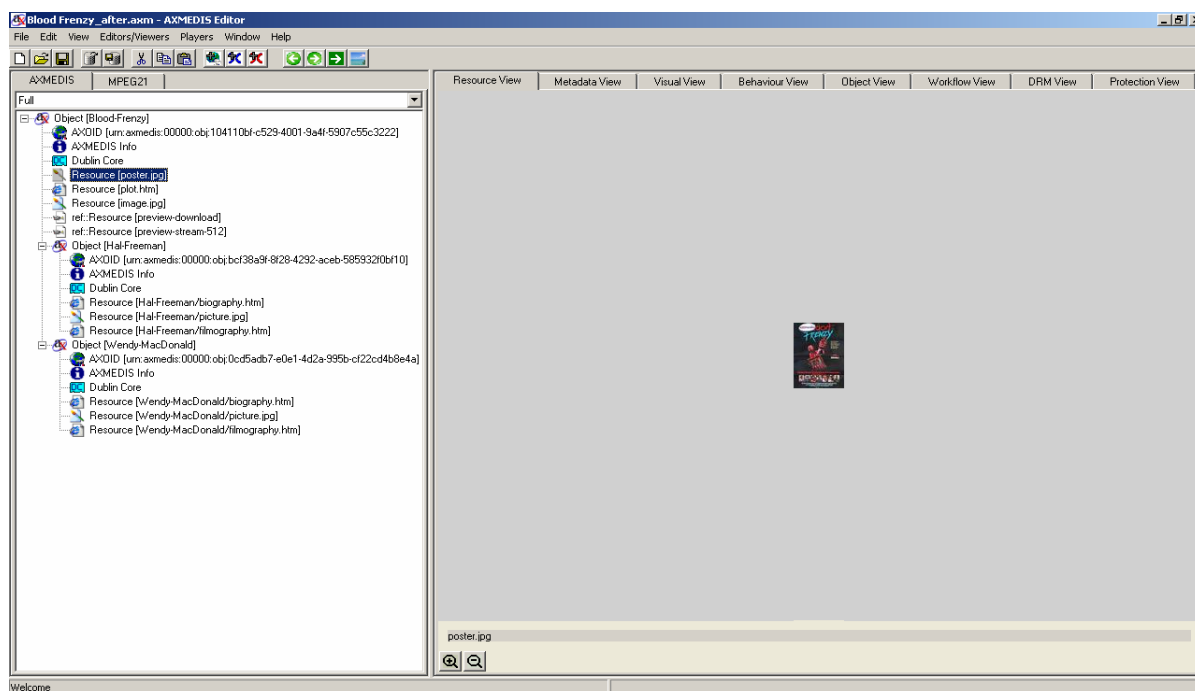 Blood Frenzy_after.axm - AXMEDIS Editor
File Edit View Editors/Viewers Players Window Help
AXMEDIS MPEG21
Full
Object [Blood-Frenzy]
AXOID [urn:axmedis:00000:obj:104110bf-c529-4001-9a4f-5907c55c3222]
AXMEDIS Info
Dublin Core
Resource [poster.jpg]
Resource [plot.htm]
Resource [image.jpg]
ref::Resource [preview-download]
ref::Resource [preview-stream-512]
Object [Hal-Freeman]
AXOID [urn:axmedis:00000:obj:bcf38a9f-8f28-4292-aceb-585932f0bf10]
AXMEDIS Info
Dublin Core
Resource [Hal-Freeman/biography.htm]
Resource [Hal-Freeman/picture.jpg]
Resource [Hal-Freeman/filmography.htm]
Object [Wendy-MacDonald]
AXOID [urn:axmedis:00000:obj:0cd5adb7-e0e1-4d2a-995b-cf22cd4b8e4a]
AXMEDIS Info
Dublin Core
Resource [Wendy-MacDonald/biography.htm]
Resource [Wendy-MacDonald/picture.jpg]
Resource [Wendy-MacDonald/filmography.htm]
Resource View Metadata View Visual View Behaviour View Object View Workflow View DRM View Protection View
FRENZY
poster.jpg
Welcome